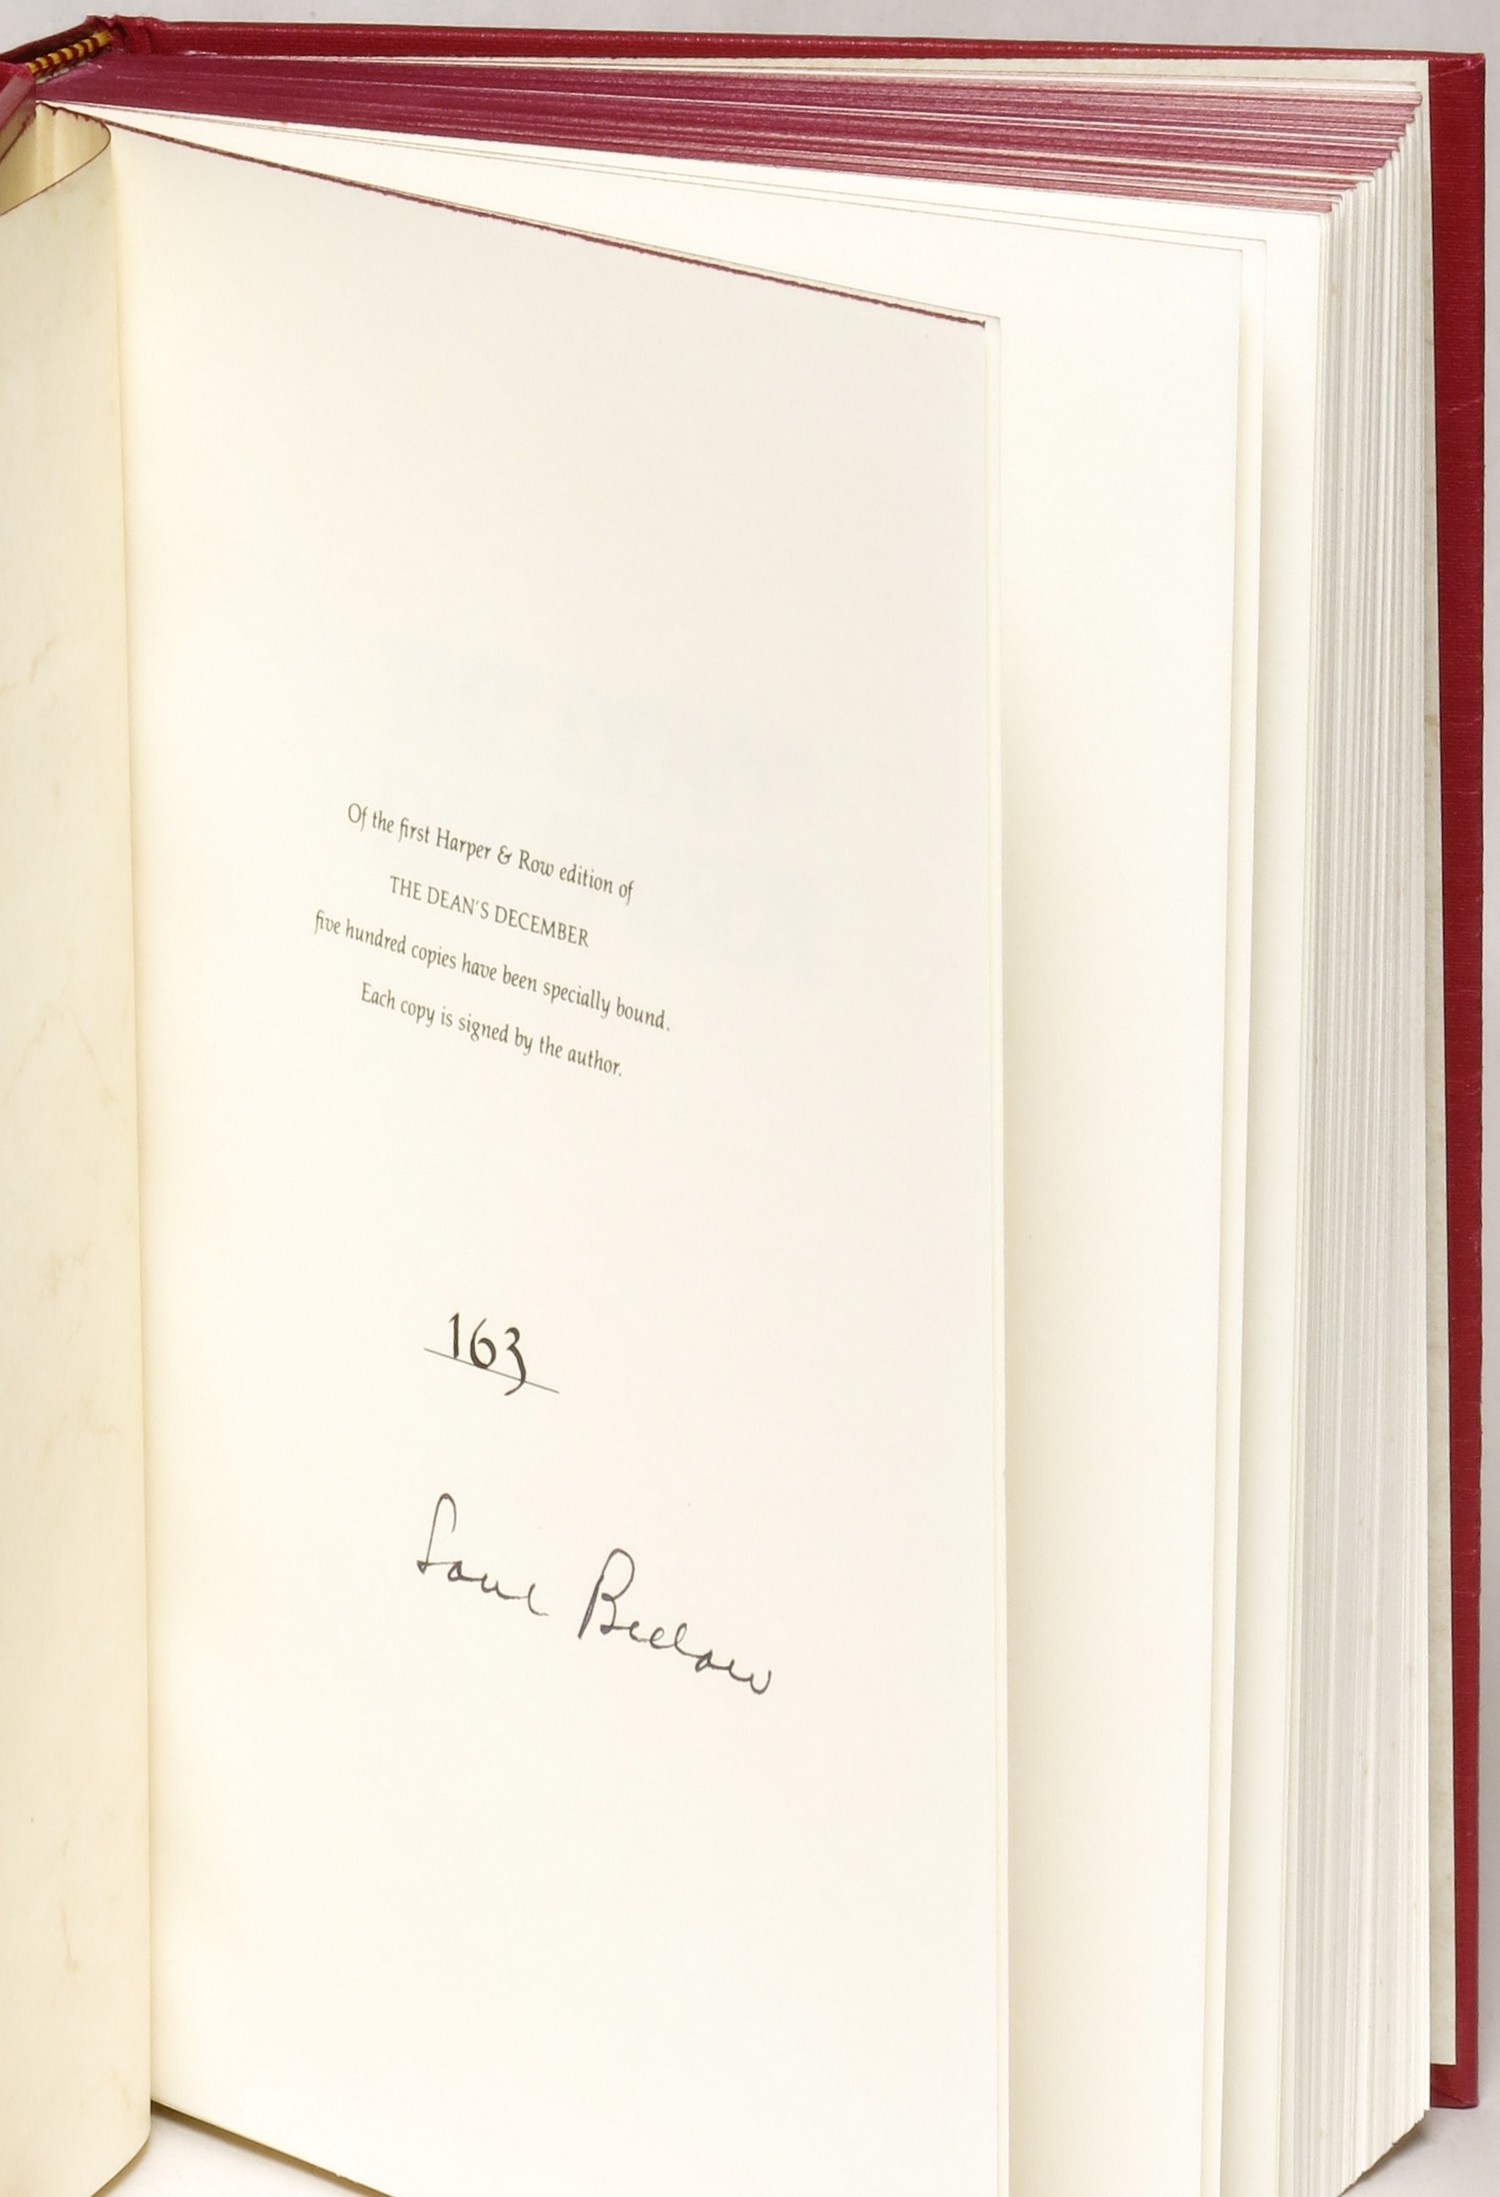 Of the first Harper & Row edition of
THE DEAN'S DECEMBER
five hundred copies have been specially bound.
Each copy is signed by the author.
163
Saul Bellow